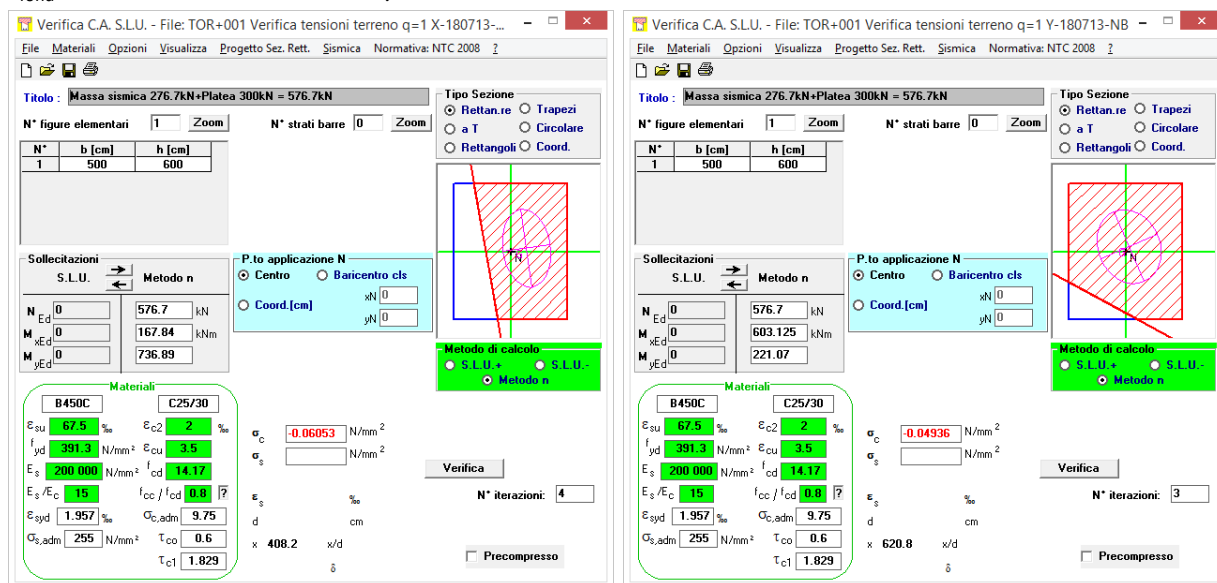 Verifica C.A. S.L.U. - File: TOR+001 Verifica tensioni terreno q=1 X-180713-...
File Materiali Opzioni Visualizza Progetto Sez. Rett. Sismica Normativa: NTC 2008 ?
Titolo : Massa sismica 276.7kN+Platea 300kN = 576.7kN
N° figure elementari 1 Zoom N° strati barre 0 Zoom
N° b [cm] h [cm]
1 500 600
Tipo Sezione
Rettan.re Trapezi
a T Circolare
Rettangoli Coord.
N
Sollecitazioni
S.L.U. Metodo n
N Ed 0 576.7 kN
M xEd 0 167.84 kNm
M yEd 0 736.89
P.to applicazione N
Centro Baricentro cls
Coord.[cm] xN 0
yN 0
Metodo di calcolo
S.L.U.+ S.L.U.-
Metodo n
Materiali
B450C C25/30
εsu 67.5 ‰ εc2 2 ‰
fyd 391.3 N/mm² εcu 3.5
Es 200 000 N/mm² fcd 14.17
Es/Ec 15 fcc / fcd 0.8 ?
εsyd 1.957 ‰ σc,adm 9.75
σs,adm 255 N/mm² τco 0.6
τc1 1.829
σc -0.06053 N/mm²
σs N/mm²
εs ‰
d cm
x 408.2 x/d
δ
Verifica
N° iterazioni: 4
Precompresso
Verifica C.A. S.L.U. - File: TOR+001 Verifica tensioni terreno q=1 Y-180713-NB
File Materiali Opzioni Visualizza Progetto Sez. Rett. Sismica Normativa: NTC 2008 ?
Titolo : Massa sismica 276.7kN+Platea 300kN = 576.7kN
N° figure elementari 1 Zoom N° strati barre 0 Zoom
N° b [cm] h [cm]
1 500 600
Tipo Sezione
Rettan.re Trapezi
a T Circolare
Rettangoli Coord.
N
Sollecitazioni
S.L.U. Metodo n
N Ed 0 576.7 kN
M xEd 0 603.125 kNm
M yEd 0 221.07
P.to applicazione N
Centro Baricentro cls
Coord.[cm] xN 0
yN 0
Metodo di calcolo
S.L.U.+ S.L.U.-
Metodo n
Materiali
B450C C25/30
εsu 67.5 ‰ εc2 2 ‰
fyd 391.3 N/mm² εcu 3.5
Es 200 000 N/mm² fcd 14.17
Es/Ec 15 fcc / fcd 0.8 ?
εsyd 1.957 ‰ σc,adm 9.75
σs,adm 255 N/mm² τco 0.6
τc1 1.829
σc -0.04936 N/mm²
σs N/mm²
εs ‰
d cm
x 620.8 x/d
δ
Verifica
N° iterazioni: 3
Precompresso